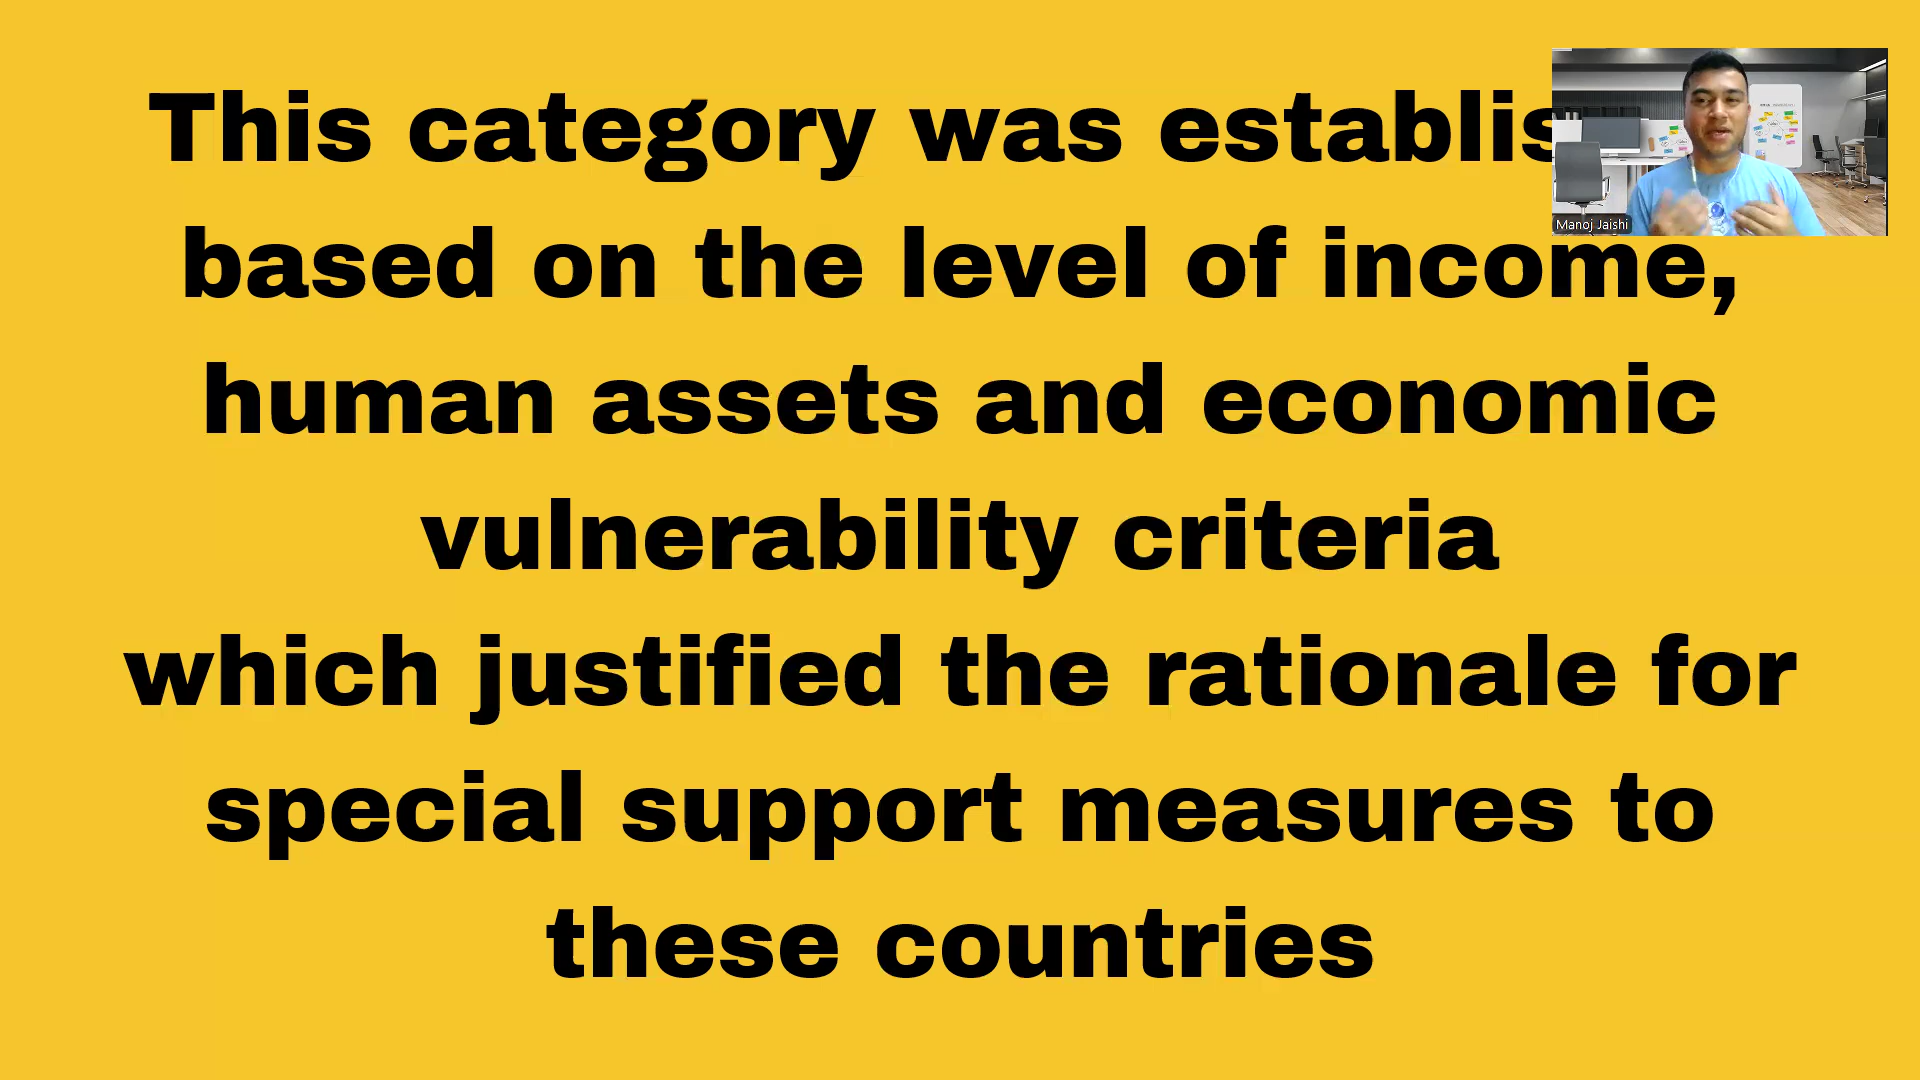 This category was establis
based on the level of income,
human assets and economic
vulnerability criteria
which justified the rationale for
special support measures to
these countries
Manoj Jaishi